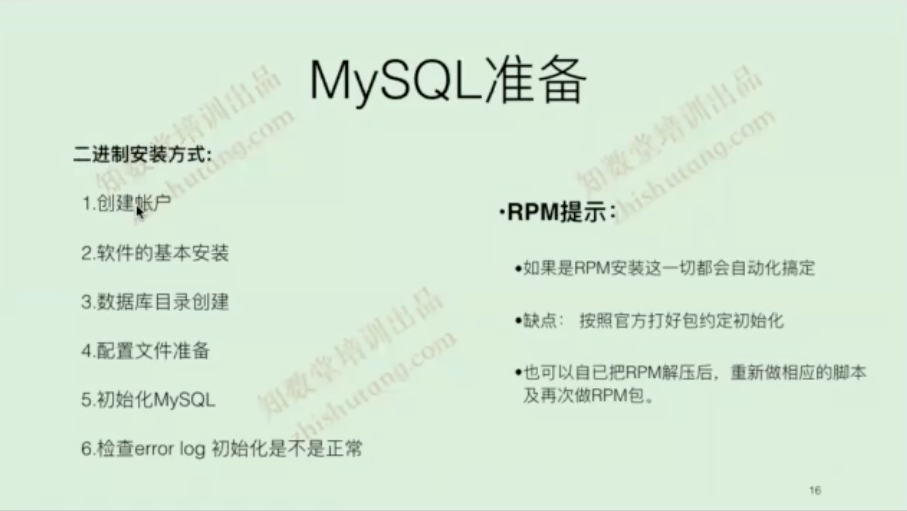 MySQL准备
二进制安装方式:
1.创建帐户
2.软件的基本安装
3.数据库目录创建
4.配置文件准备
5.初始化MySQL
6.检查error log 初始化是不是正常
·RPM提示:
•如果是RPM安装这一切都会自动化搞定
•缺点: 按照官方打好包约定初始化
•也可以自已把RPM解压后，重新做相应的脚本
及再次做RPM包。
16
知数堂培训出品
zhishutang.com
知数堂培训出品
zhishutang.com
知数堂培训出品
zhishutang.com